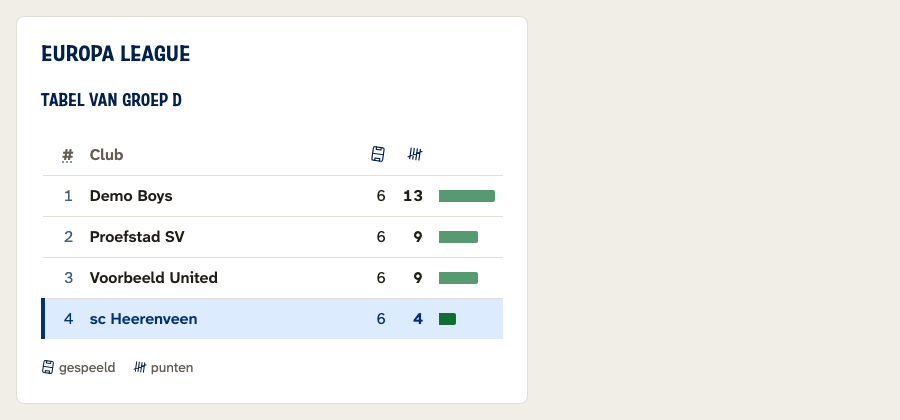 EUROPA LEAGUE
TABEL VAN GROEP D
# Club
1 Demo Boys 6 13
2 Proefstad SV 6 9
3 Voorbeeld United 6 9
4 sc Heerenveen 6 4
gespeeld punten